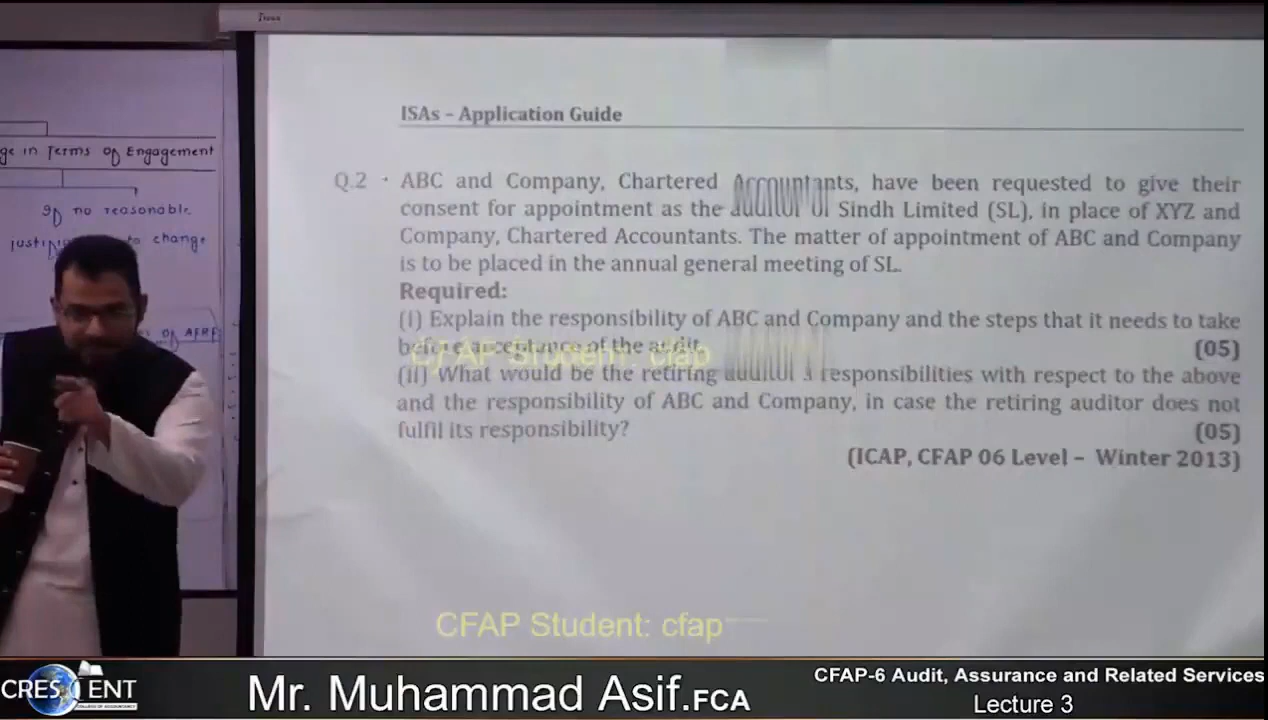 ge in Terms of Engagement
If no reasonable
to change
of AFRF
ISAs – Application Guide
Q.2 · ABC and Company, Chartered Accountants, have been requested to give their
consent for appointment as the auditor of Sindh Limited (SL), in place of XYZ and
Company, Chartered Accountants. The matter of appointment of ABC and Company
is to be placed in the annual general meeting of SL.
Required:
(i) Explain the responsibility of ABC and Company and the steps that it needs to take
before acceptance of the audit.
(05)
CFAP Student: cfap
(ii) What would be the retiring auditor's responsibilities with respect to the above
and the responsibility of ABC and Company, in case the retiring auditor does not
fulfil its responsibility?
(05)
(ICAP, CFAP 06 Level – Winter 2013)
CFAP Student: cfap
CRESCENT
COLLEGE OF ACCOUNTANCY
Mr. Muhammad Asif.FCA
CFAP-6 Audit, Assurance and Related Services
Lecture 3